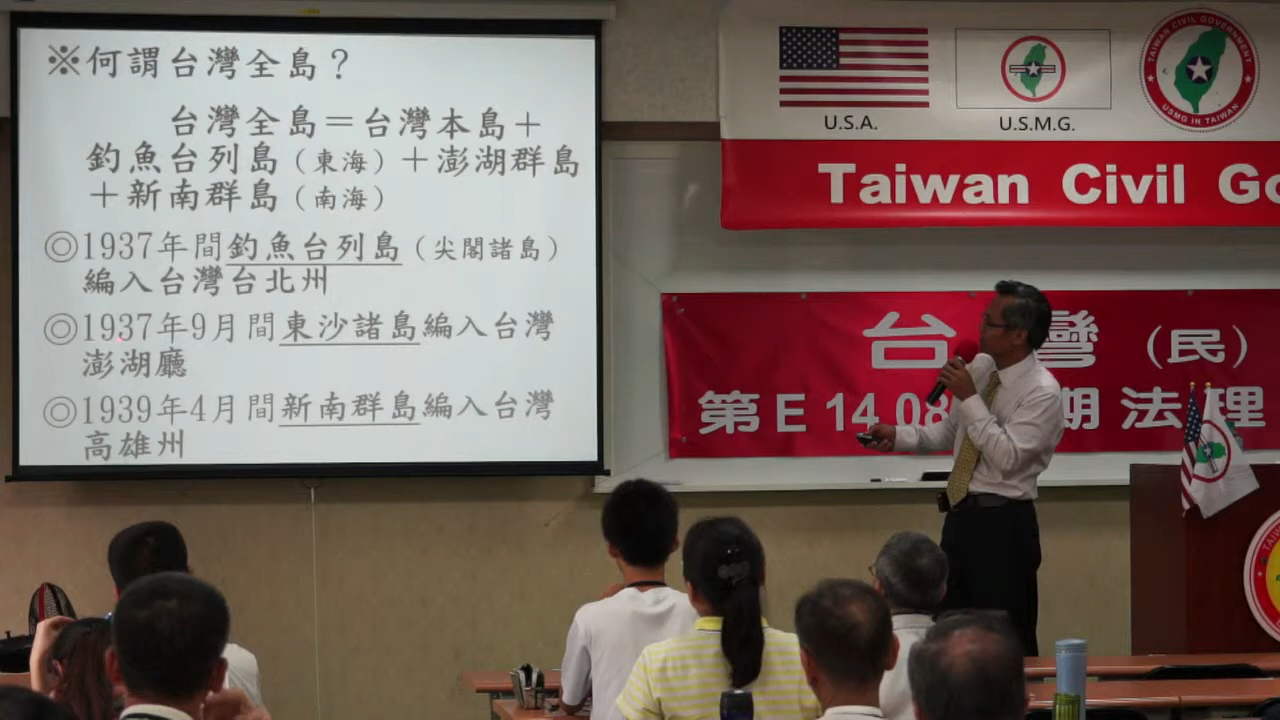 ※何謂台灣全島？
台灣全島＝台灣本島＋
釣魚台列島（東海）＋澎湖群島
＋新南群島（南海）
◎1937年間釣魚台列島（尖閣諸島）
編入台灣台北州
◎1937年9月間東沙諸島編入台灣
澎湖廳
◎1939年4月間新南群島編入台灣
高雄州
U.S.A.
U.S.M.G.
TAIWAN CIVIL GOVERNMENT
USMG IN TAIWAN
Taiwan Civil Go
台灣（民）
第E14 08 期法理